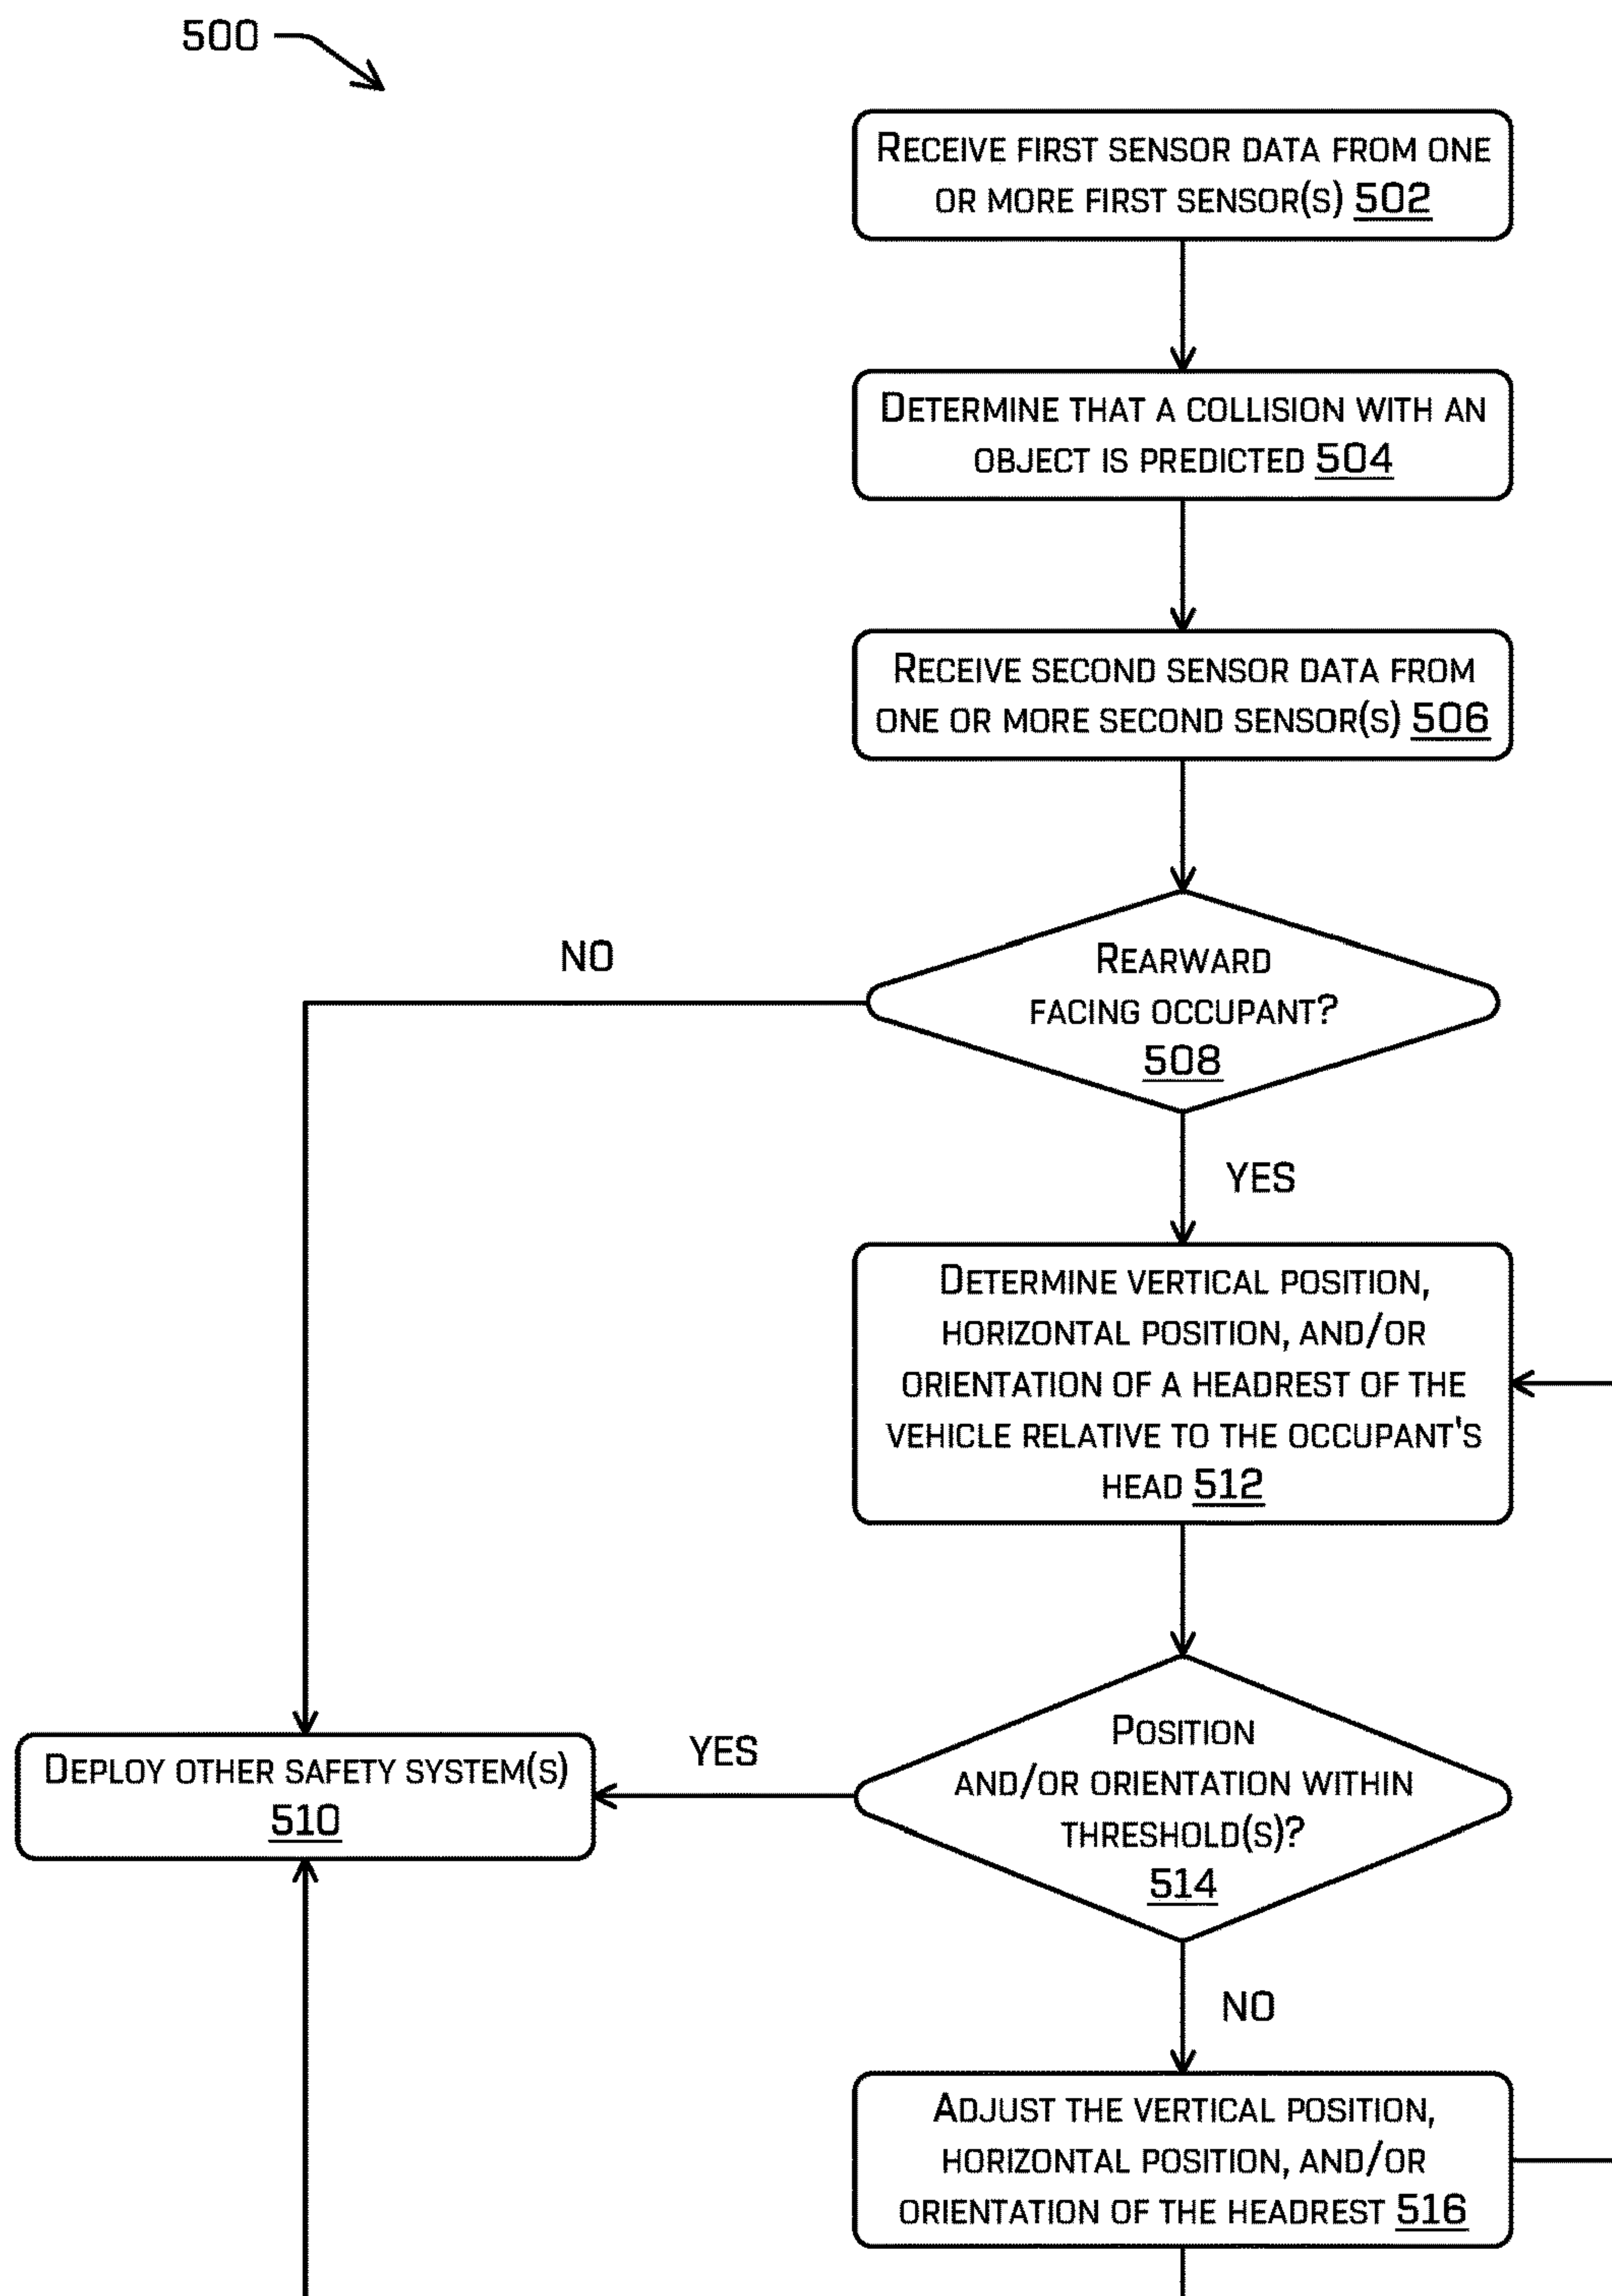 500
Receive first sensor data from one
or more first sensor(s) 502
Determine that a collision with an
object is predicted 504
Receive second sensor data from
one or more second sensor(s) 506
NO
Rearward
facing occupant?
508
YES
Determine vertical position,
horizontal position, and/or
orientation of a headrest of the
vehicle relative to the occupant's
head 512
Deploy other safety system(s)
510
YES
Position
and/or orientation within
threshold(s)?
514
NO
Adjust the vertical position,
horizontal position, and/or
orientation of the headrest 516